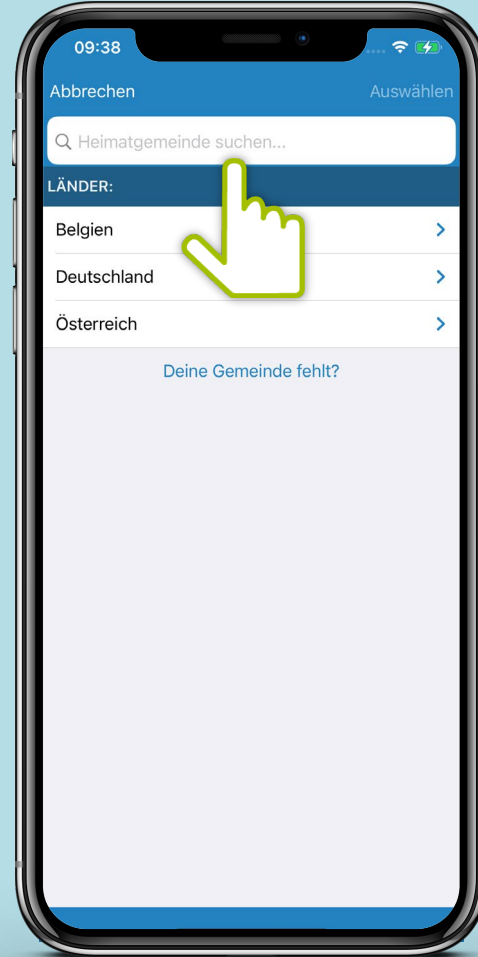 09:38
Abbrechen Auswählen
Heimatgemeinde suchen...
LÄNDER:
Belgien
Deutschland
Österreich
Deine Gemeinde fehlt?